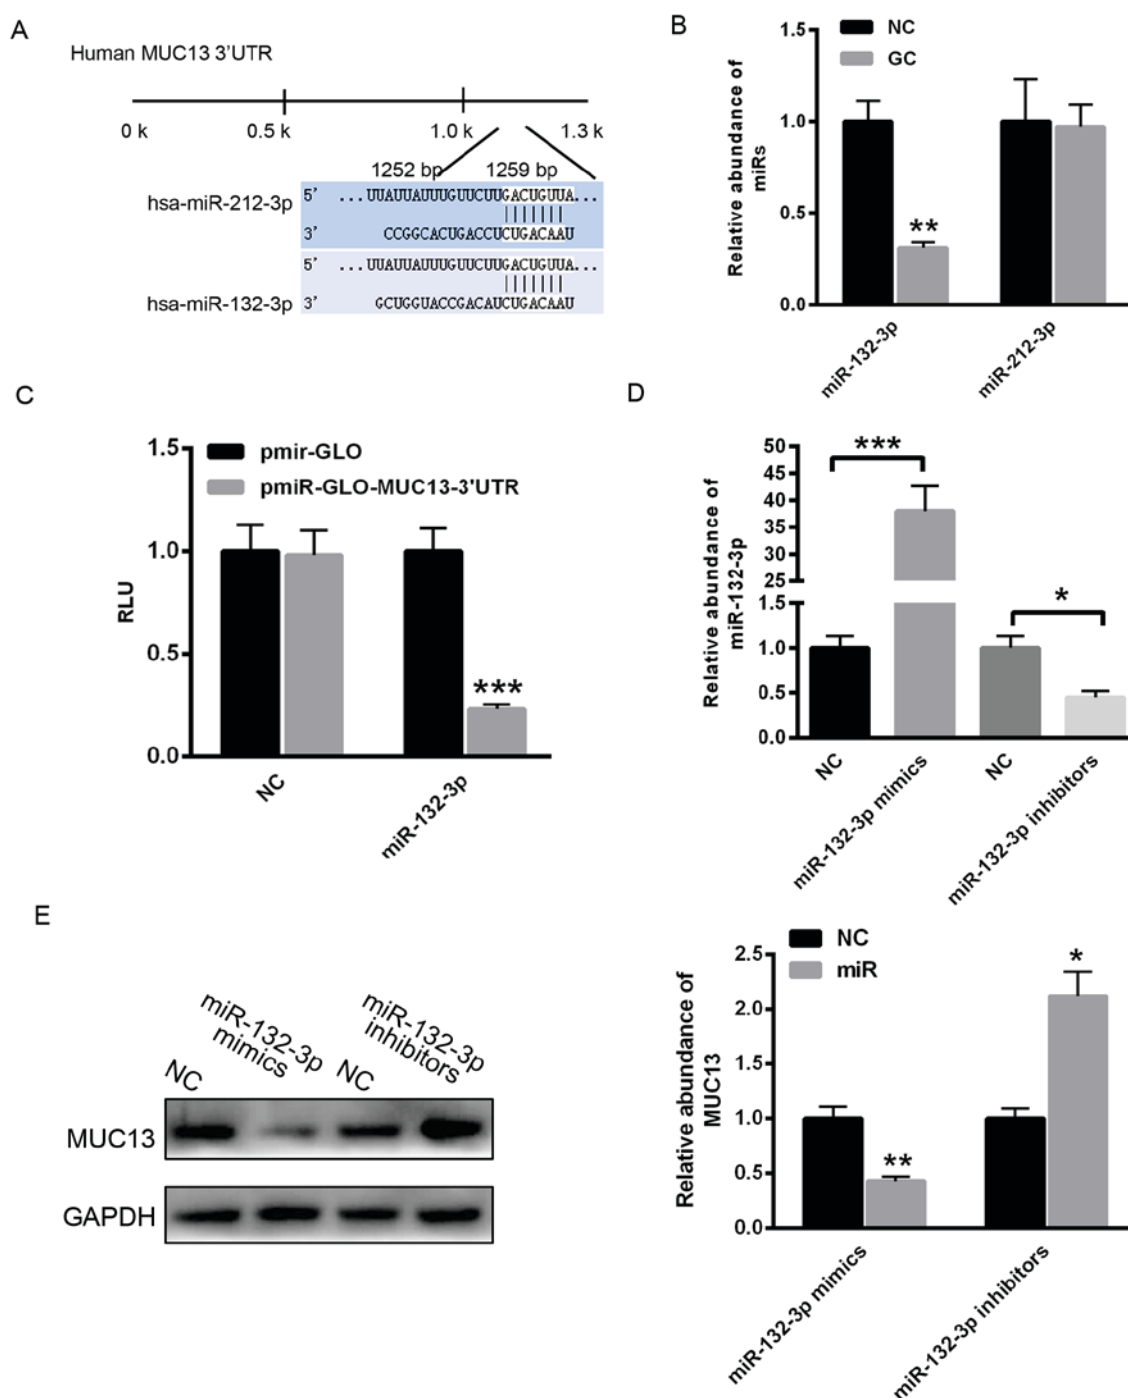 A
Human MUC13 3'UTR
0 k 0.5 k 1.0 k 1.3 k
1252 bp 1259 bp
hsa-miR-212-3p
5' ...UUAUUAUUUGUUCUUGACUGUUA...
3' CCGGCACUGACCUCUGACAAU
hsa-miR-132-3p
5' ...UUAUUAUUUGUUCUUGACUGUUA...
3' GCUGGUACCGACAUCUGACAAU
B
Relative abundance of
miRs
1.5
1.0
0.5
0.0
NC
GC
**
miR-132-3p
miR-212-3p
C
RLU
1.5
1.0
0.5
0.0
pmir-GLO
pmiR-GLO-MUC13-3'UTR
***
NC
miR-132-3p
D
Relative abundance of
miR-132-3p
50
45
40
35
30
25
1.5
1.0
0.5
0.0
***
*
NC
miR-132-3p mimics
NC
miR-132-3p inhibitors
E
NC
miR-132-3p
mimics
NC
miR-132-3p
inhibitors
MUC13
GAPDH
Relative abundance of
MUC13
2.5
2.0
1.5
1.0
0.5
0.0
NC
miR
**
*
miR-132-3p mimics
miR-132-3p inhibitors